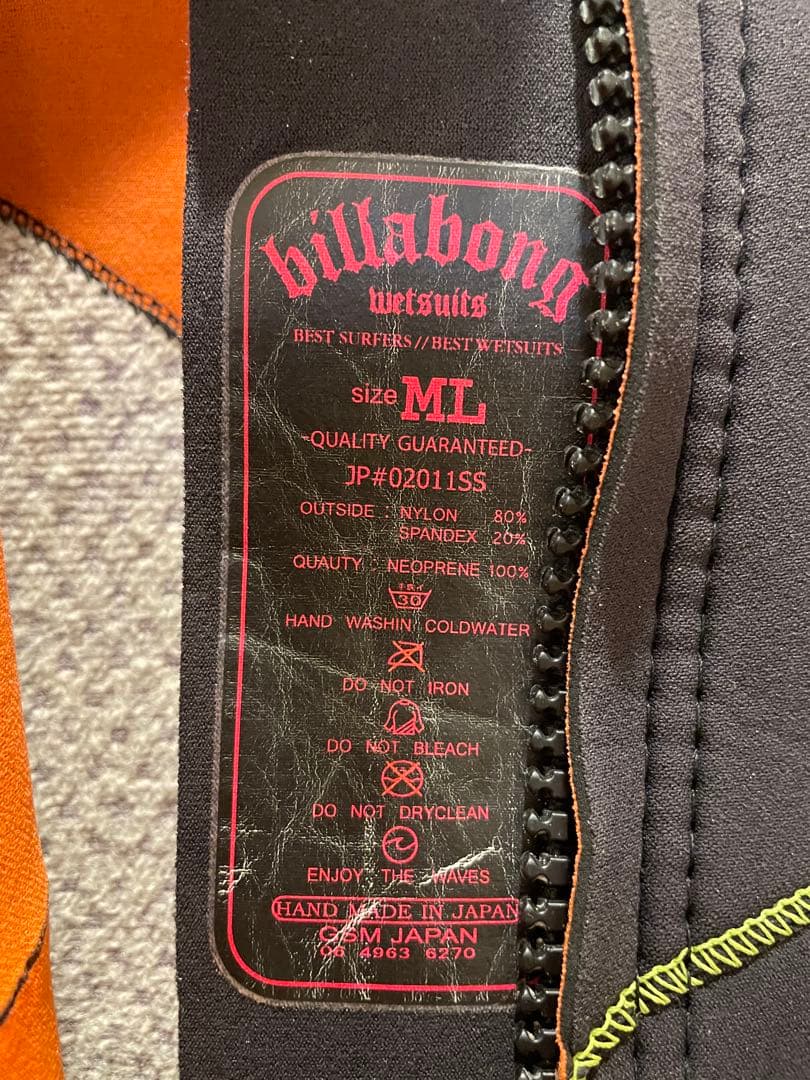 billabong
wetsuits
BEST SURFERS//BEST WETSUITS
size ML
-QUALITY GUARANTEED-
JP#02011SS
OUTSIDE : NYLON 80%
SPANDEX 20%
QUAUTY : NEOPRENE 100%
30
HAND WASHIN COLDWATER
DO NOT IRON
DO NOT BLEACH
DO NOT DRYCLEAN
ENJOY THE WAVES
HAND MADE IN JAPAN
GSM JAPAN
06 4963 6270